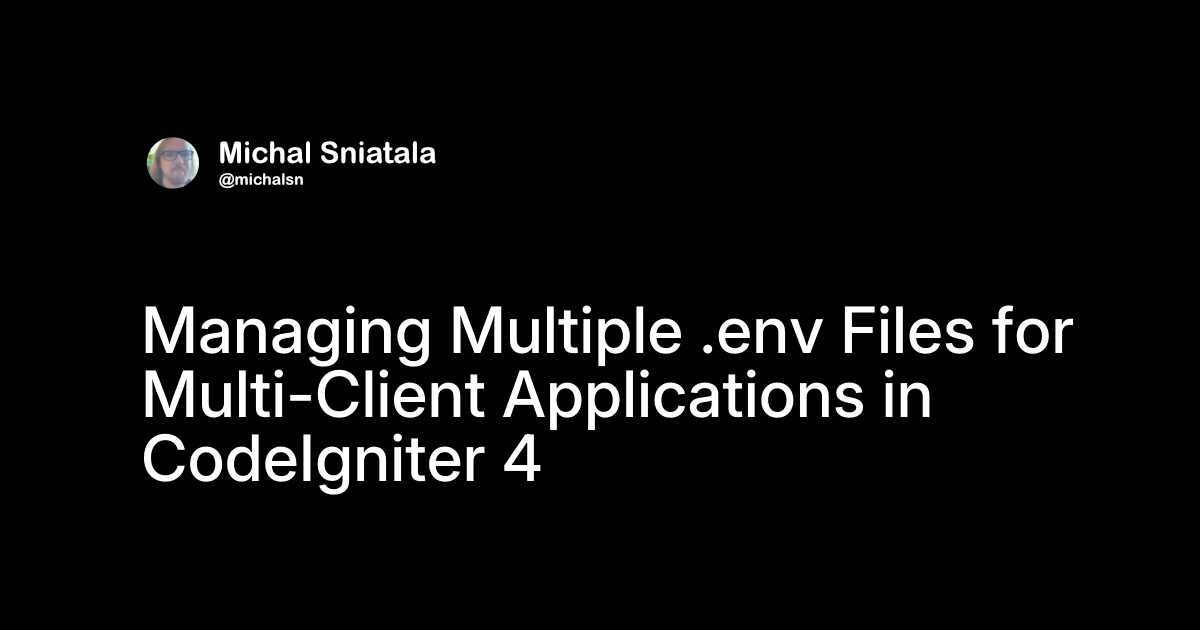 Michal Sniatala
@michalsn
Managing Multiple .env Files for
Multi-Client Applications in
CodeIgniter 4